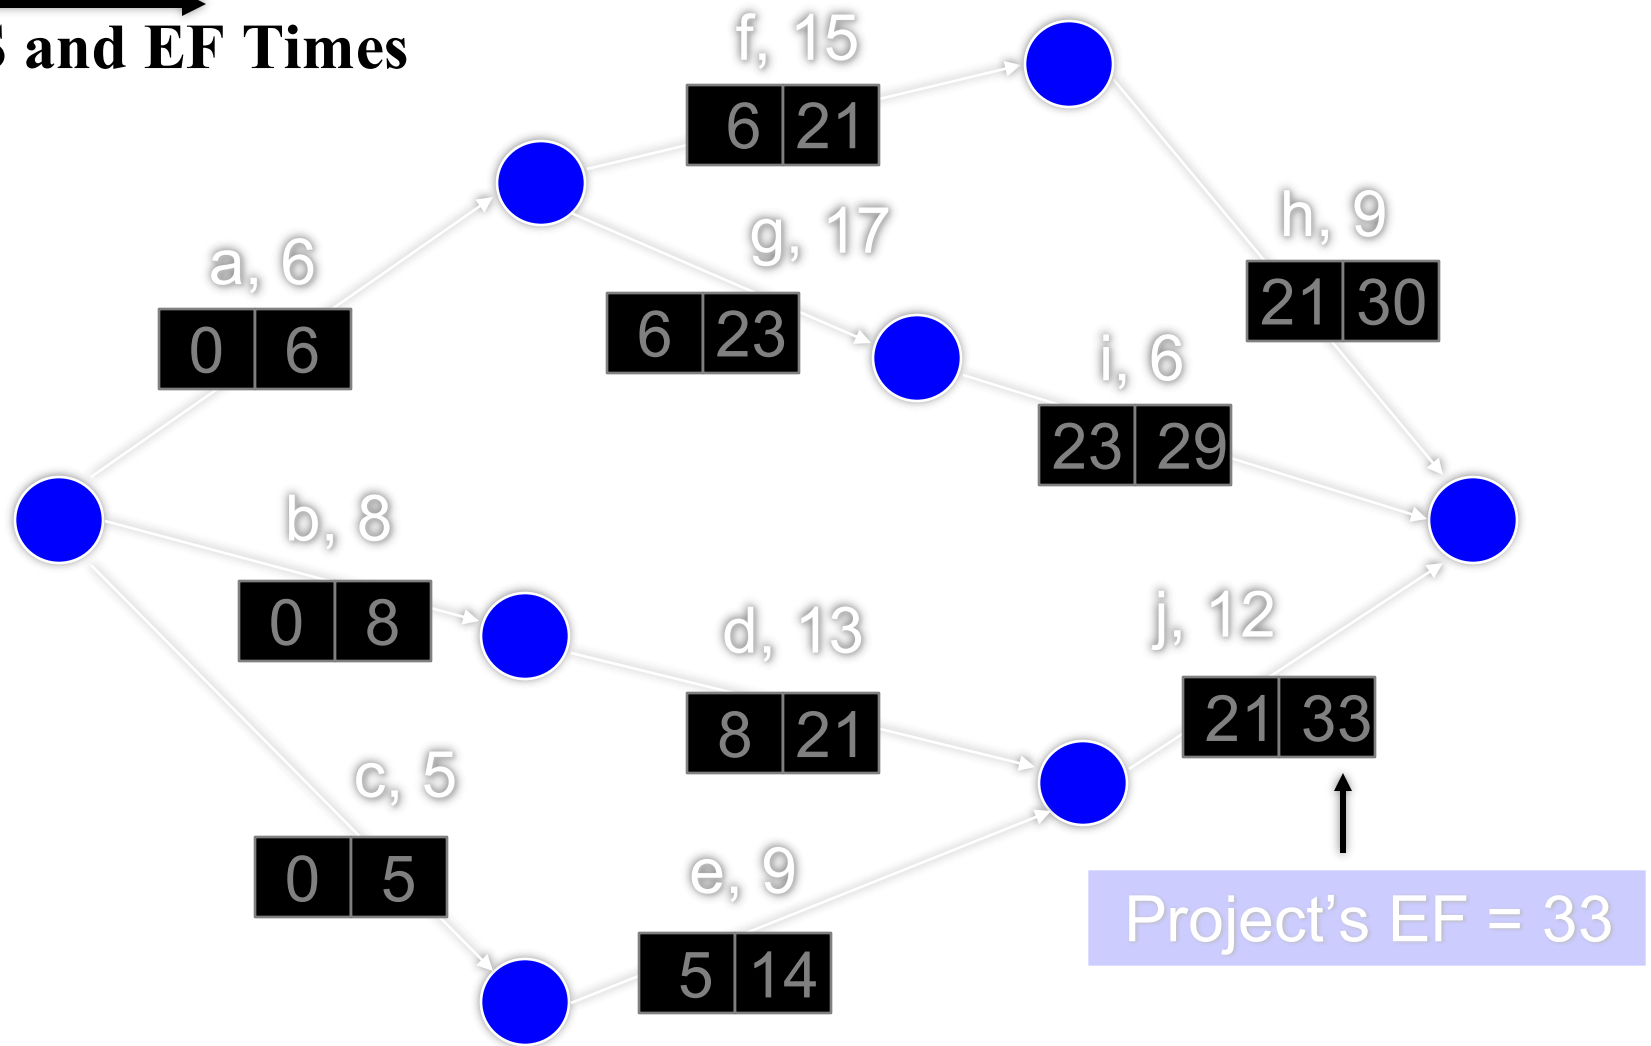 and EF Times
f, 15
6 21
h, 9
21 30
g, 17
6 23
a, 6
0 6
i, 6
23 29
b, 8
0 8
d, 13
8 21
j, 12
21 33
c, 5
0 5
e, 9
5 14
Project’s EF = 33